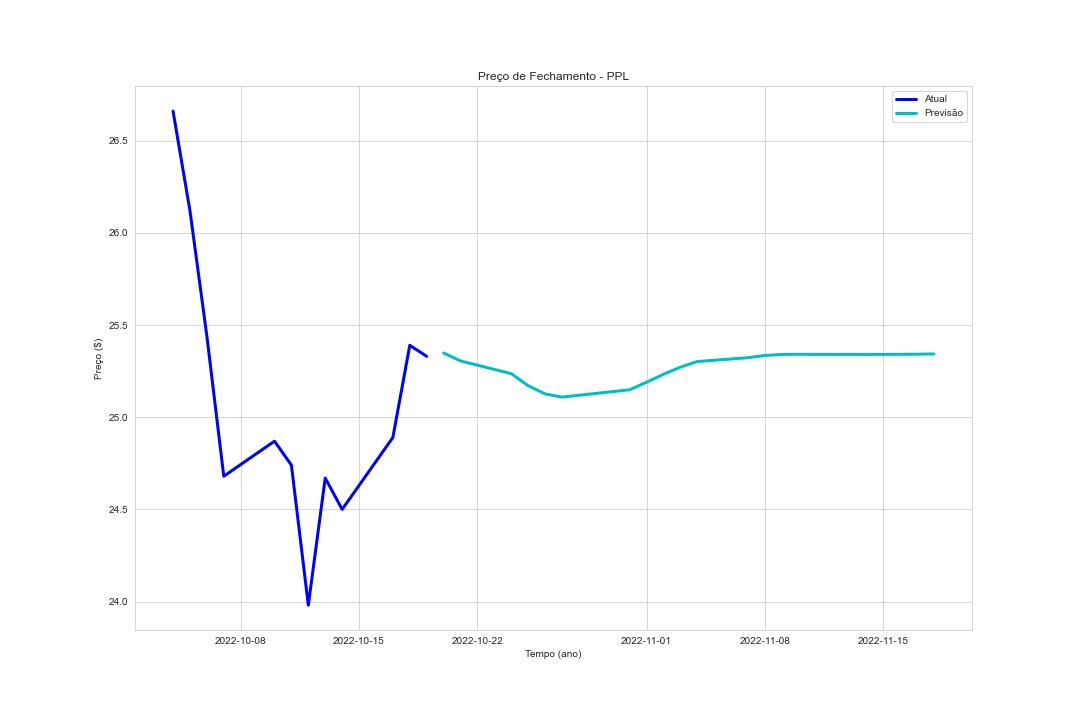 Preço de Fechamento - PPL
Atual
Previsão
26.5
26.0
25.5
25.0
24.5
24.0
Preço ($)
2022-10-08
2022-10-15
2022-10-22
2022-11-01
2022-11-08
2022-11-15
Tempo (ano)